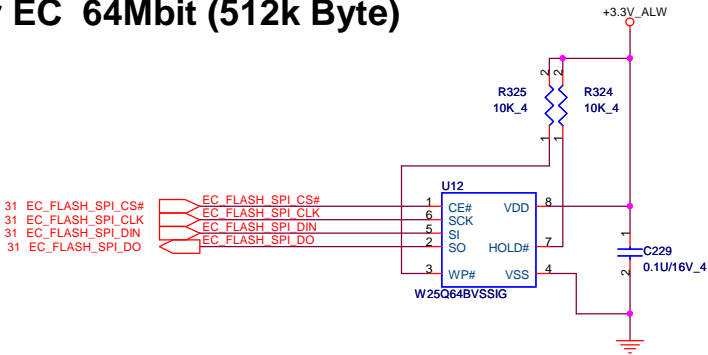 EC 64Mbit (512k Byte)
+3.3V_ALW
R325
10K_4
R324
10K_4
2
2
1
1
U12
31 EC_FLASH_SPI_CS#
EC_FLASH_SPI_CS#
1 CE#
VDD 8
31 EC_FLASH_SPI_CLK
EC_FLASH_SPI_CLK
6 SCK
31 EC_FLASH_SPI_DIN
EC_FLASH_SPI_DIN
5 SI
31 EC_FLASH_SPI_DO
EC_FLASH_SPI_DO
2 SO
HOLD# 7
3 WP#
VSS 4
W25Q64BVSSIG
1
C229
0.1U/16V_4
2